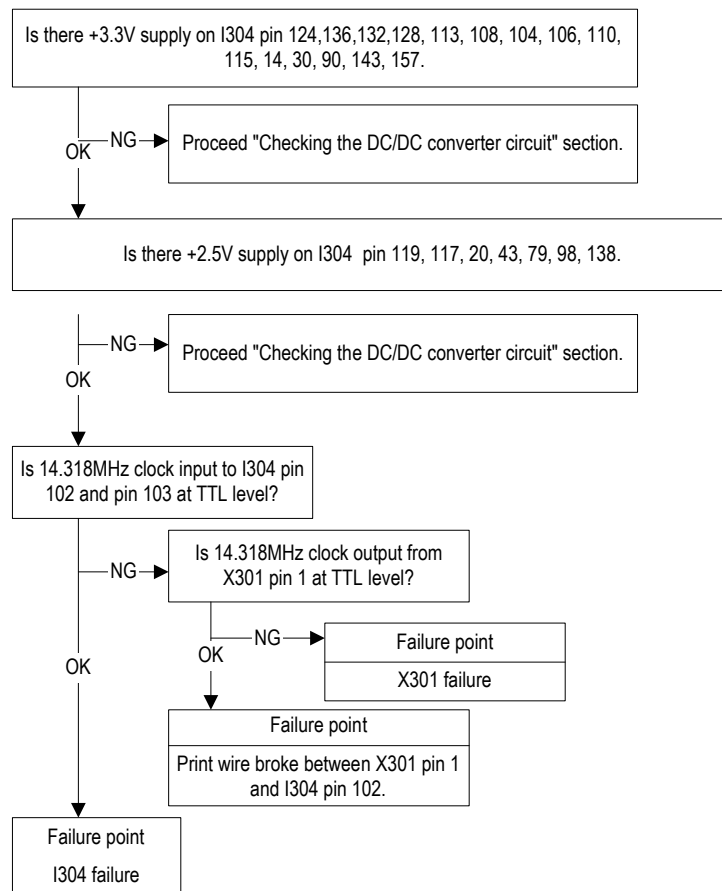 Is there +3.3V supply on I304 pin 124,136,132,128, 113, 108, 104, 106, 110,
115, 14, 30, 90, 143, 157.
NG
OK
Proceed "Checking the DC/DC converter circuit" section.
Is there +2.5V supply on I304 pin 119, 117, 20, 43, 79, 98, 138.
NG
Proceed "Checking the DC/DC converter circuit" section.
OK
Is 14.318MHz clock input to I304 pin
102 and pin 103 at TTL level?
Is 14.318MHz clock output from
X301 pin 1 at TTL level?
NG
NG
OK
Failure point
X301 failure
OK
Failure point
Print wire broke between X301 pin 1
and I304 pin 102.
Failure point
I304 failure